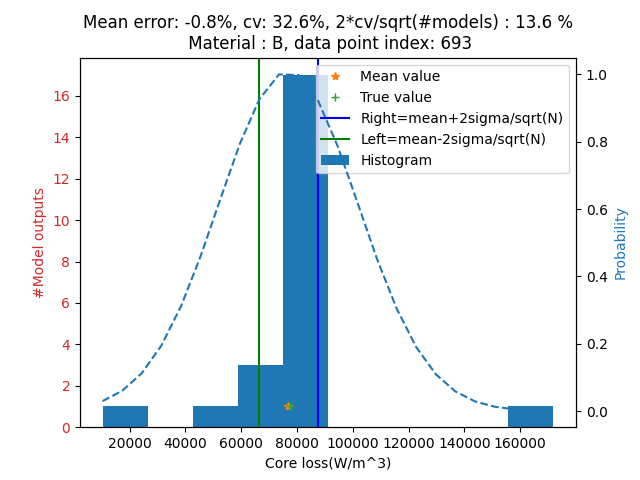 Mean error: -0.8%, cv: 32.6%, 2*cv/sqrt(#models) : 13.6 %
Material : B, data point index: 693
#Model outputs
16
14
12
10
8
6
4
2
0
Mean value
True value
Right=mean+2sigma/sqrt(N)
Left=mean-2sigma/sqrt(N)
Histogram
1.0
0.8
0.6
0.4
0.2
0.0
Probability
20000 40000 60000 80000 100000 120000 140000 160000
Core loss(W/m^3)